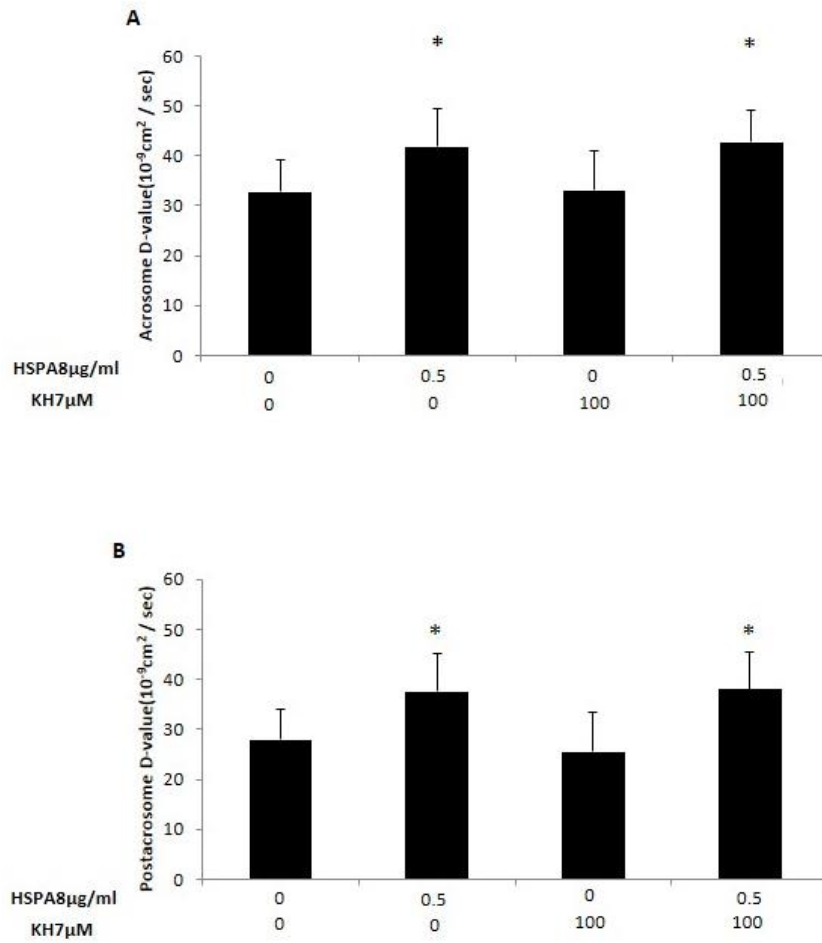 A
Acrosome D-value(10⁻⁹cm² / sec)
60
50
40
30
20
10
0
* *
HSPA8µg/ml 0 0.5 0 0.5
KH7µM 0 0 100 100
B
Postacrosome D-value(10⁻⁹cm² / sec)
60
50
40
30
20
10
0
* *
HSPA8µg/ml 0 0.5 0 0.5
KH7µM 0 0 100 100